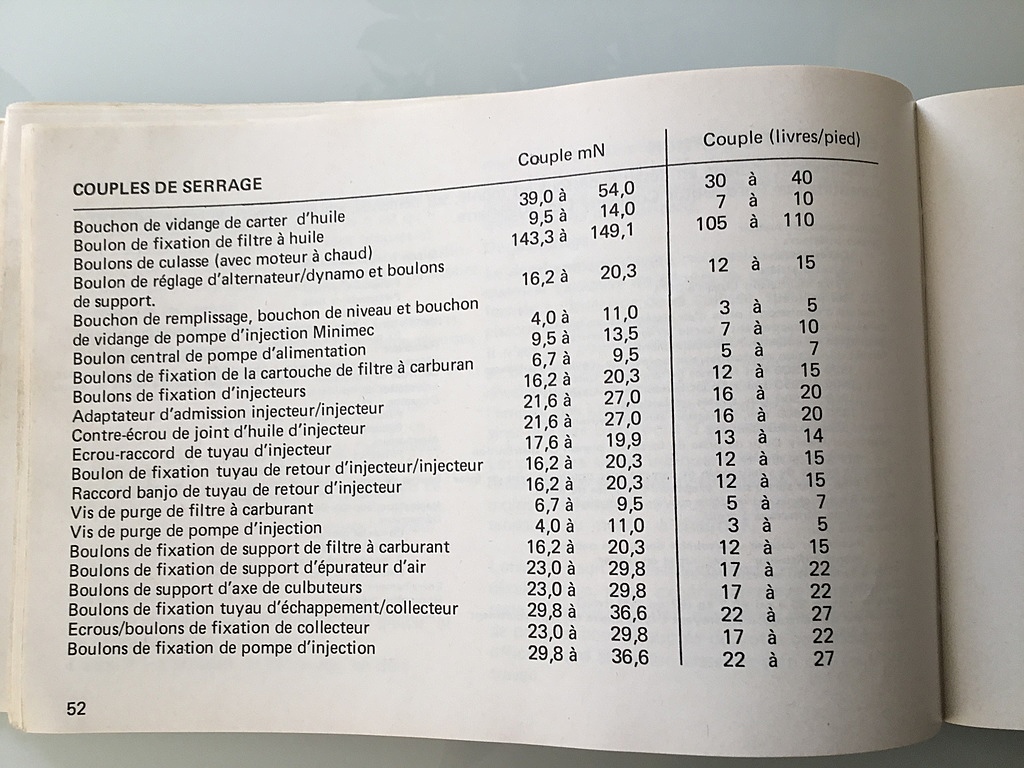 COUPLES DE SERRAGE Couple mN Couple (livres/pied)
Bouchon de vidange de carter d'huile 39,0 à 54,0 30 à 40
Boulon de fixation de filtre à huile 9,5 à 14,0 7 à 10
Boulons de culasse (avec moteur à chaud) 143,3 à 149,1 105 à 110
Boulon de réglage d'alternateur/dynamo et boulons
de support. 16,2 à 20,3 12 à 15
Bouchon de remplissage, bouchon de niveau et bouchon
de vidange de pompe d'injection Minimec 4,0 à 11,0 3 à 5
Boulon central de pompe d'alimentation 9,5 à 13,5 7 à 10
Boulons de fixation de la cartouche de filtre à carburan 6,7 à 9,5 5 à 7
Boulons de fixation d'injecteurs 16,2 à 20,3 12 à 15
Adaptateur d'admission injecteur/injecteur 21,6 à 27,0 16 à 20
Contre-écrou de joint d'huile d'injecteur 21,6 à 27,0 16 à 20
Ecrou-raccord de tuyau d'injecteur 17,6 à 19,9 13 à 14
Boulon de fixation tuyau de retour d'injecteur/injecteur 16,2 à 20,3 12 à 15
Raccord banjo de tuyau de retour d'injecteur 16,2 à 20,3 12 à 15
Vis de purge de filtre à carburant 6,7 à 9,5 5 à 7
Vis de purge de pompe d'injection 4,0 à 11,0 3 à 5
Boulons de fixation de support de filtre à carburant 16,2 à 20,3 12 à 15
Boulons de fixation de support d'épurateur d'air 23,0 à 29,8 17 à 22
Boulons de support d'axe de culbuteurs 23,0 à 29,8 17 à 22
Boulons de fixation tuyau d'échappement/collecteur 29,8 à 36,6 22 à 27
Ecrous/boulons de fixation de collecteur 23,0 à 29,8 17 à 22
Boulons de fixation de pompe d'injection 29,8 à 36,6 22 à 27
52